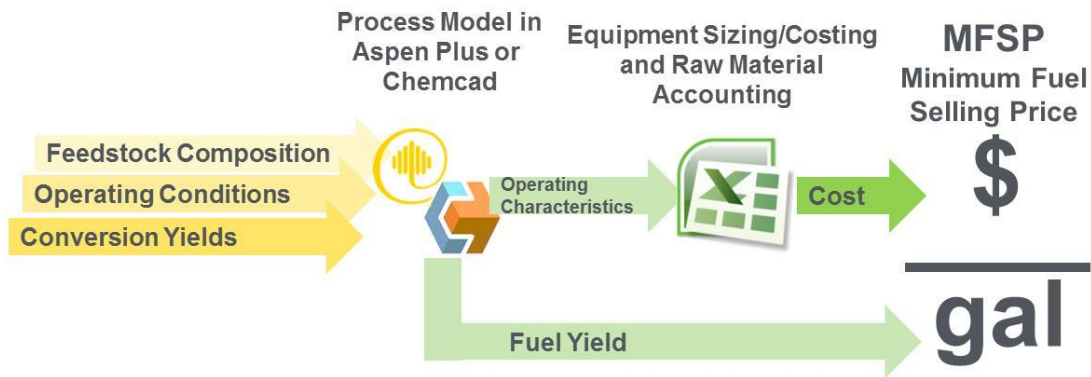 Process Model in
Aspen Plus or
Chemcad
Equipment Sizing/Costing
and Raw Material
Accounting
MFSP
Minimum Fuel
Selling Price
Feedstock Composition
Operating Conditions
Conversion Yields
Operating
Characteristics
Cost
$
gal
Fuel Yield